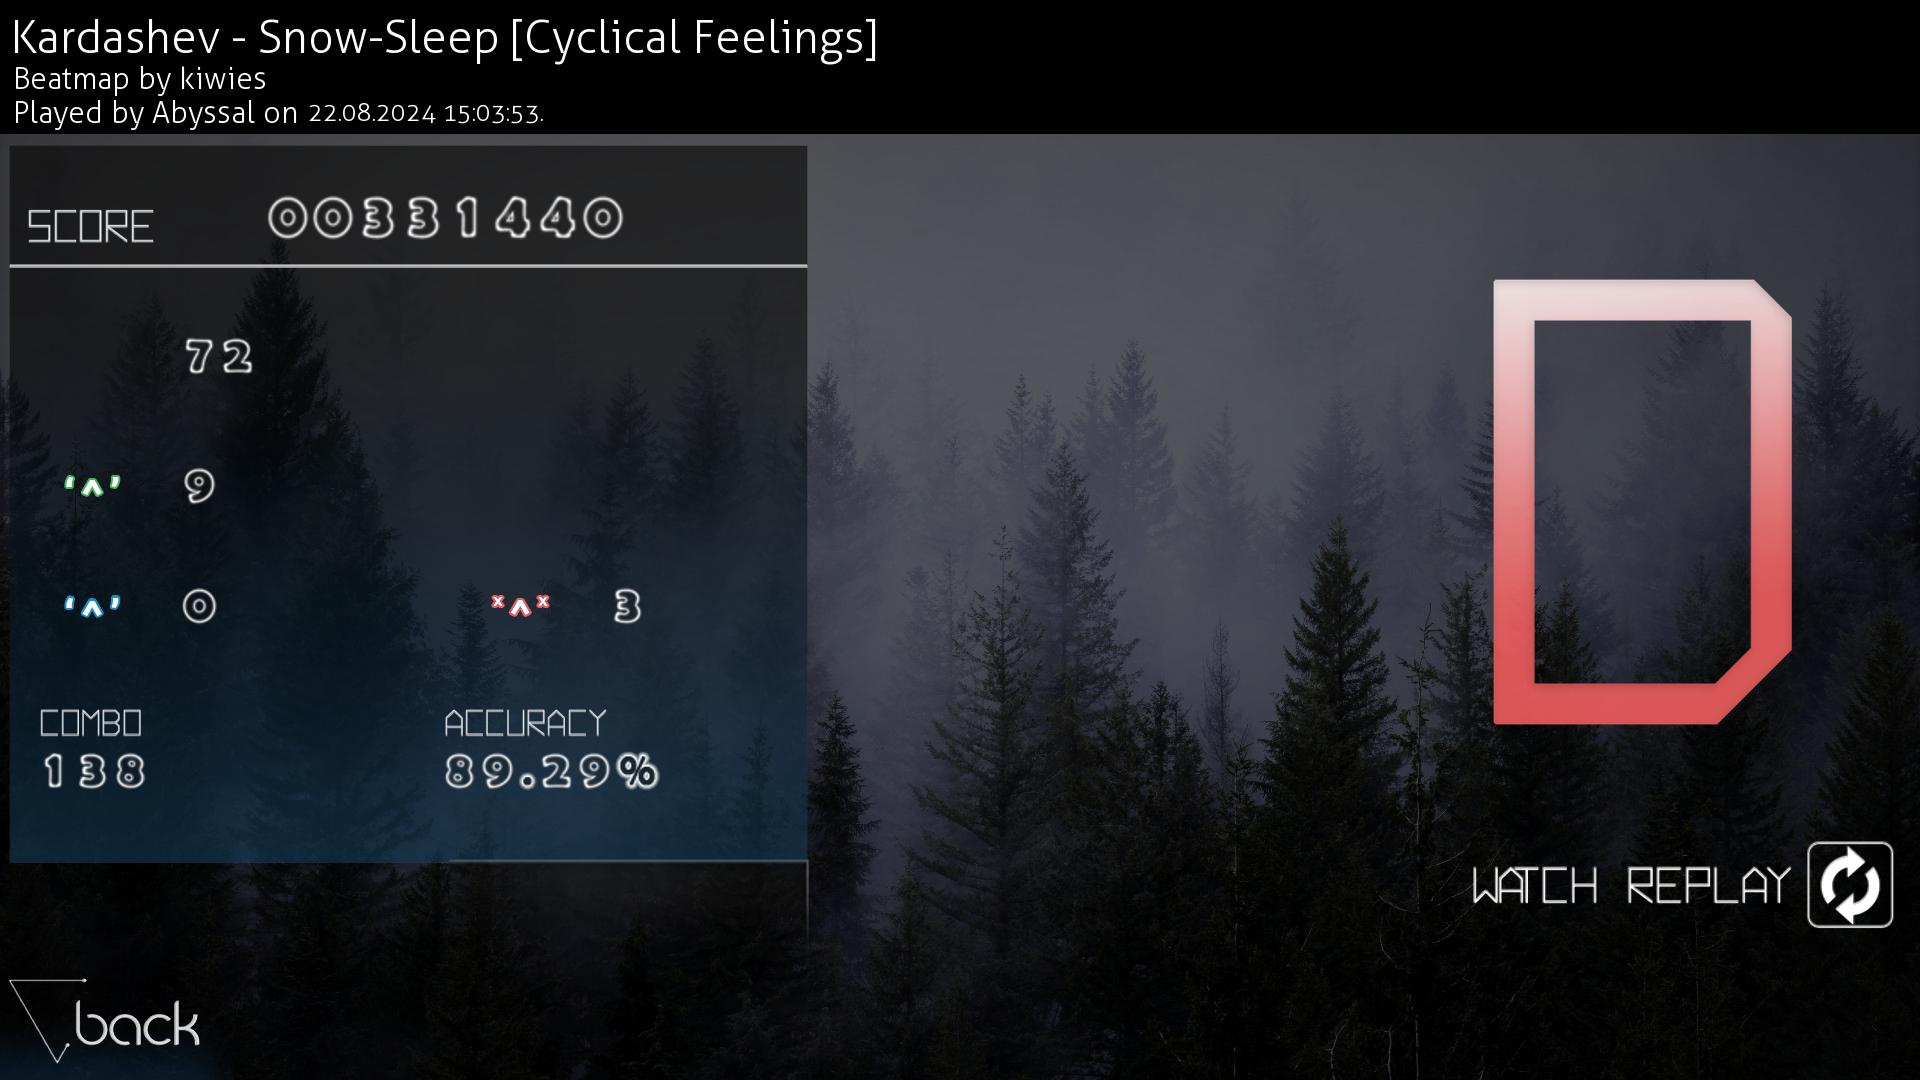 Kardashev - Snow-Sleep [Cyclical Feelings]
Beatmap by kiwies
Played by Abyssal on 22.08.2024 15:03:53.
SCORE 00331440
72
'^' 9
'^' 0 x^x 3
COMBO ACCURACY
138 89.29%
D
WATCH REPLAY
back